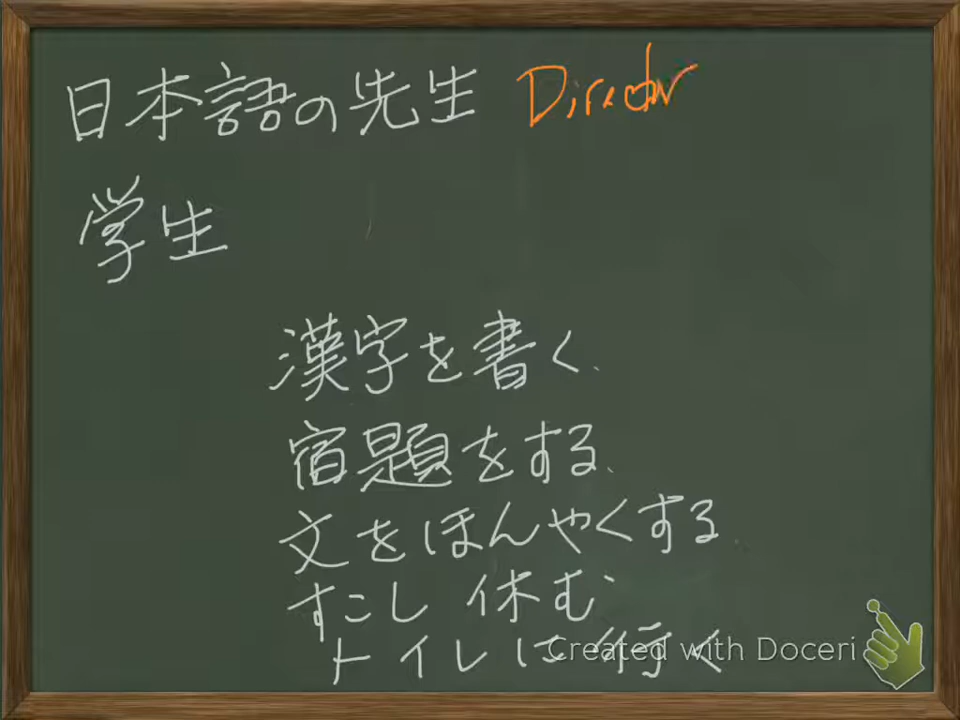 日本語の先生 Director
学生
漢字を書く
宿題をする
文をほんやくする
すこし 休む
トイレに行く
Created with Doceri